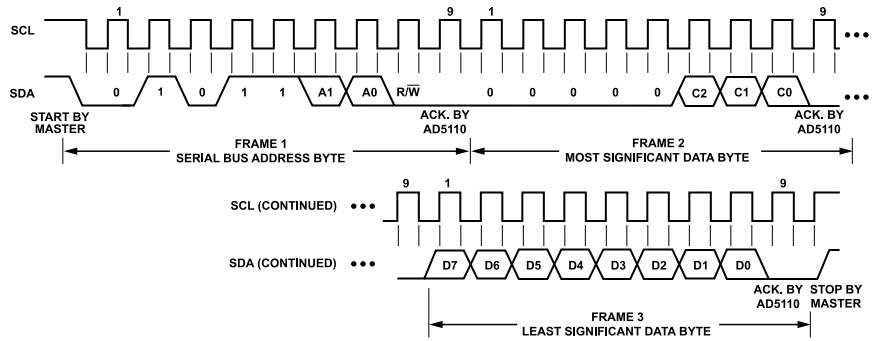 1 9 1 9
SCL •••
SDA 0 1 0 1 1 A1 A0 R/W̅ 0 0 0 0 0 C2 C1 C0 •••
START BY MASTER
ACK. BY AD5110
ACK. BY AD5110
FRAME 1
SERIAL BUS ADDRESS BYTE
FRAME 2
MOST SIGNIFICANT DATA BYTE
9 1 9
SCL (CONTINUED) •••
SDA (CONTINUED) ••• D7 D6 D5 D4 D3 D2 D1 D0
ACK. BY AD5110
STOP BY MASTER
FRAME 3
LEAST SIGNIFICANT DATA BYTE